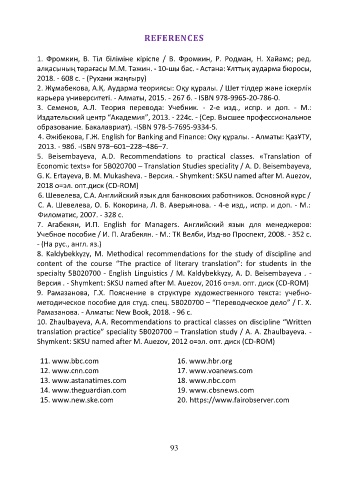 REFERENCES
1. Фромкин, В. Тіл біліміне кіріспе / В. Фромкин, Р. Родман, Н. Хайамс; ред.
алқасының төрағасы М.М. Тәжин. - 10-шы бас. - Астана: Ұлттық аударма бюросы,
2018. - 608 с. - (Рухани жаңғыру)
2. Жұмабекова, А.Қ. Аударма теориясы: Оқу құралы. / Шет тілдер және іскерлік
карьера университеті. - Алматы, 2015. - 267 б. - ISBN 978-9965-20-786-0.
3. Семенов, А.Л. Теория перевода: Учебник. - 2-е изд., испр. и доп. - М.:
Издательский центр "Академия", 2013. - 224с. - (Сер. Высшее профессиональное
образование. Бакалавриат). -ISBN 978-5-7695-9334-5.
4. Әжібекова, Г.Ж. English for Banking and Finance: Оқу құралы. - Алматы: ҚазҰТУ,
2013. - 98б. -ISBN 978–601–228–486–7.
5. Beisembayeva, A.D. Recommendations to practical classes. «Translation of
Economic texts» for 5B020700 – Translation Studies speciality / A. D. Beisembayeva,
G. K. Ertayeva, B. M. Mukasheva. - Версия. - Shymkent: SKSU named after M. Auezov,
2018 o=эл. опт.диск (CD-ROM)
6. Шевелева, С.А. Английский язык для банковских работников. Основной курс /
С. А. Шевелева, О. Б. Кокорина, Л. В. Аверьянова. - 4-е изд., испр. и доп. - М.:
Филоматис, 2007. - 328 с.
7. Агабекян, И.П. English for Managers. Английский язык для менеджеров:
Учебное пособие / И. П. Агабекян. - М.: ТК Велби, Изд-во Проспект, 2008. - 352 с.
- (На рус., англ. яз.)
8. Kaldybekkyzy, M. Methodical recommendations for the study of discipline and
content of the course "The practice of literary translation": for students in the
specialty 5B020700 - English Linguistics / M. Kaldybekkyzy, A. D. Beisembayeva . -
Версия . - Shymkent: SKSU named after M. Auezov, 2016 o=эл. опт. диск (CD-ROM)
9. Рамазанова, Г.Х. Пояснение в структуре художественного текста: учебно-
методическое пособие для студ. спец. 5B020700 – "Переводческое дело" / Г. Х.
Рамазанова. - Алматы: New Book, 2018. - 96 с.
10. Zhaulbayeva, A.A. Recommendations to practical classes on discipline "Written
translation practice" speciality 5B020700 – Translation study / A. A. Zhaulbayeva. -
Shymkent: SKSU named after M. Auezov, 2012 o=эл. опт. диск (CD-ROM)
11. www.bbc.com
12. www.cnn.com
13. www.astanatimes.com
14. www.theguardian.com
15. www.new.ske.com
16. www.hbr.org
17. www.voanews.com
18. www.nbc.com
19. www.cbsnews.com
20. https://www.fairobserver.com
93